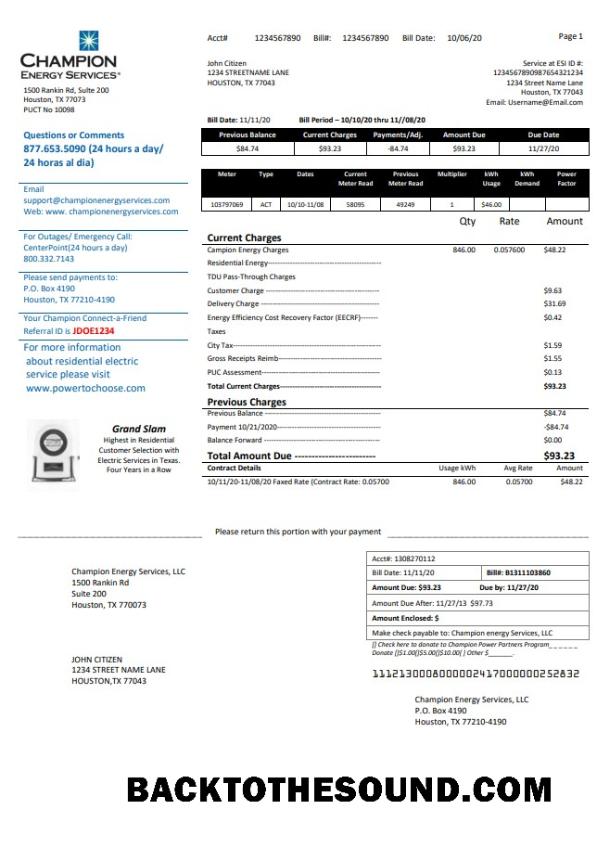 Acct# 1234567890 Bill#: 1234567890 Bill Date: 10/06/20 Page 1
CHAMPION
ENERGY SERVICES
1500 Rankin Rd, Suite 200
Houston, TX 77073
PUCT No 10098
John Citizen
1234 STREETNAME LANE
HOUSTON, TX 77043
Service at ESI ID #:
1234567890987654321234
1234 Street Name Lane
Houston, TX 77043
Email: Username@Email.com
Questions or Comments
877.653.5090 (24 hours a day/
24 horas al dia)
Email
support@championenergyservices.com
Web: www. championenergyservices.com
For Outages/ Emergency Call:
CenterPoint(24 hours a day)
800.332.7143
Please send payments to:
P.O. Box 4190
Houston, TX 77210-4190
Your Champion Connect-a-Friend
Referral ID is JDOE1234
For more information
about residential electric
service please visit
www.powertochoose.com
Grand Slam
Highest in Residential
Customer Selection with
Electric Services in Texas.
Four Years in a Row
Bill Date: 11/11/20 Bill Period – 10/10/20 thru 11//08/20
Previous Balance Current Charges Payments/Adj. Amount Due Due Date
$84.74 $93.23 -84.74 $93.23 11/27/20
Meter Type Dates Current Meter Read Previous Meter Read Multiplier kWh Usage kWh Demand Power Factor
103797069 ACT 10/10-11/08 58095 49249 1 $46.00
Qty Rate Amount
Current Charges
Campion Energy Charges 846.00 0.057600 $48.22
Residential Energy
TDU Pass-Through Charges
Customer Charge $9.63
Delivery Charge $31.69
Energy Efficiency Cost Recovery Factor (EECRF) $0.42
Taxes
City Tax $1.59
Gross Receipts Reimb $1.55
PUC Assessment $0.13
Total Current Charges $93.23
Previous Charges
Previous Balance $84.74
Payment 10/21/2020 -$84.74
Balance Forward $0.00
Total Amount Due $93.23
Contract Details Usage kWh Avg Rate Amount
10/11/20-11/08/20 Faxed Rate (Contract Rate: 0.05700 846.00 0.05700 $48.22
Please return this portion with your payment
Champion Energy Services, LLC
1500 Rankin Rd
Suite 200
Houston, TX 770073
JOHN CITIZEN
1234 STREET NAME LANE
HOUSTON,TX 77043
Acct#: 1308270112
Bill Date: 11/11/20 Bill#: B1311103860
Amount Due: $93.23 Due by: 11/27/20
Amount Due After: 11/27/13 $97.73
Amount Enclosed: $
Make check payable to: Champion energy Services, LLC
[] Check here to donate to Champion Power Partners Program______
Donate []$1.00[]$5.00[]$10.00[ ] Other $_______.
11121300080000024170000000252832
Champion Energy Services, LLC
P.O. Box 4190
Houston, TX 77210-4190
BACKTOTHESOUND.COM